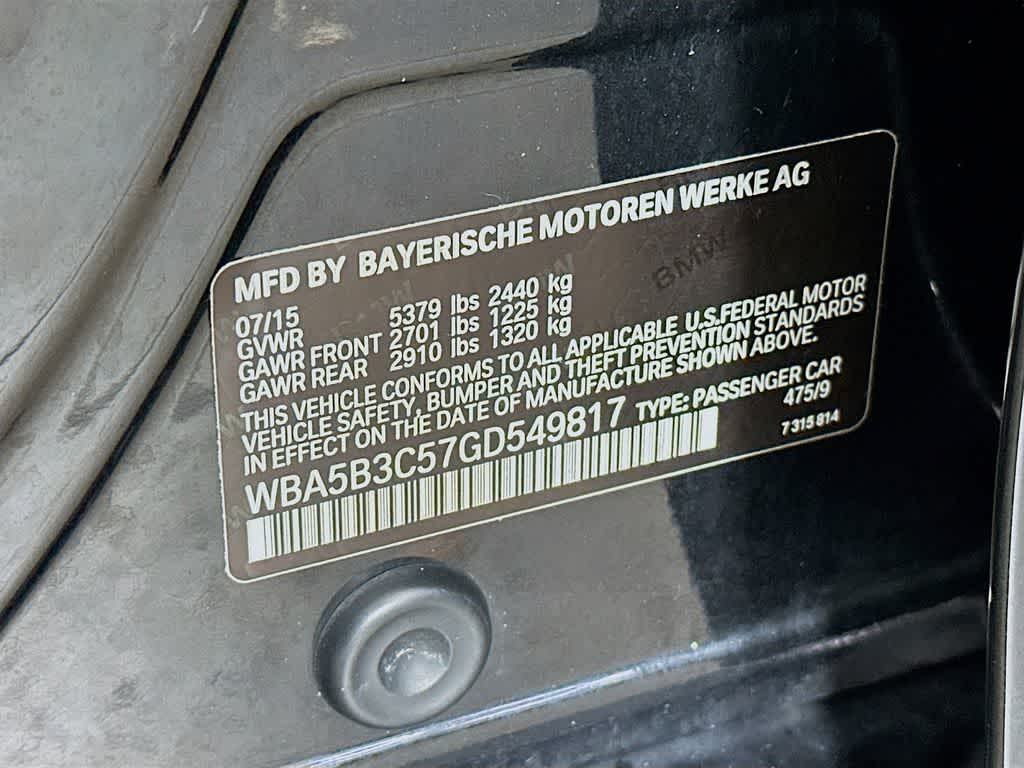 MFD BY BAYERISCHE MOTOREN WERKE AG
07/15
GVWR 5379 lbs 2440 kg
GAWR FRONT 2701 lbs 1225 kg
GAWR REAR 2910 lbs 1320 kg
THIS VEHICLE CONFORMS TO ALL APPLICABLE U.S.FEDERAL MOTOR
VEHICLE SAFETY, BUMPER AND THEFT PREVENTION STANDARDS
IN EFFECT ON THE DATE OF MANUFACTURE SHOWN ABOVE.
WBA5B3C57GD549817 TYPE: PASSENGER CAR
475/9
7 315 814
BMW